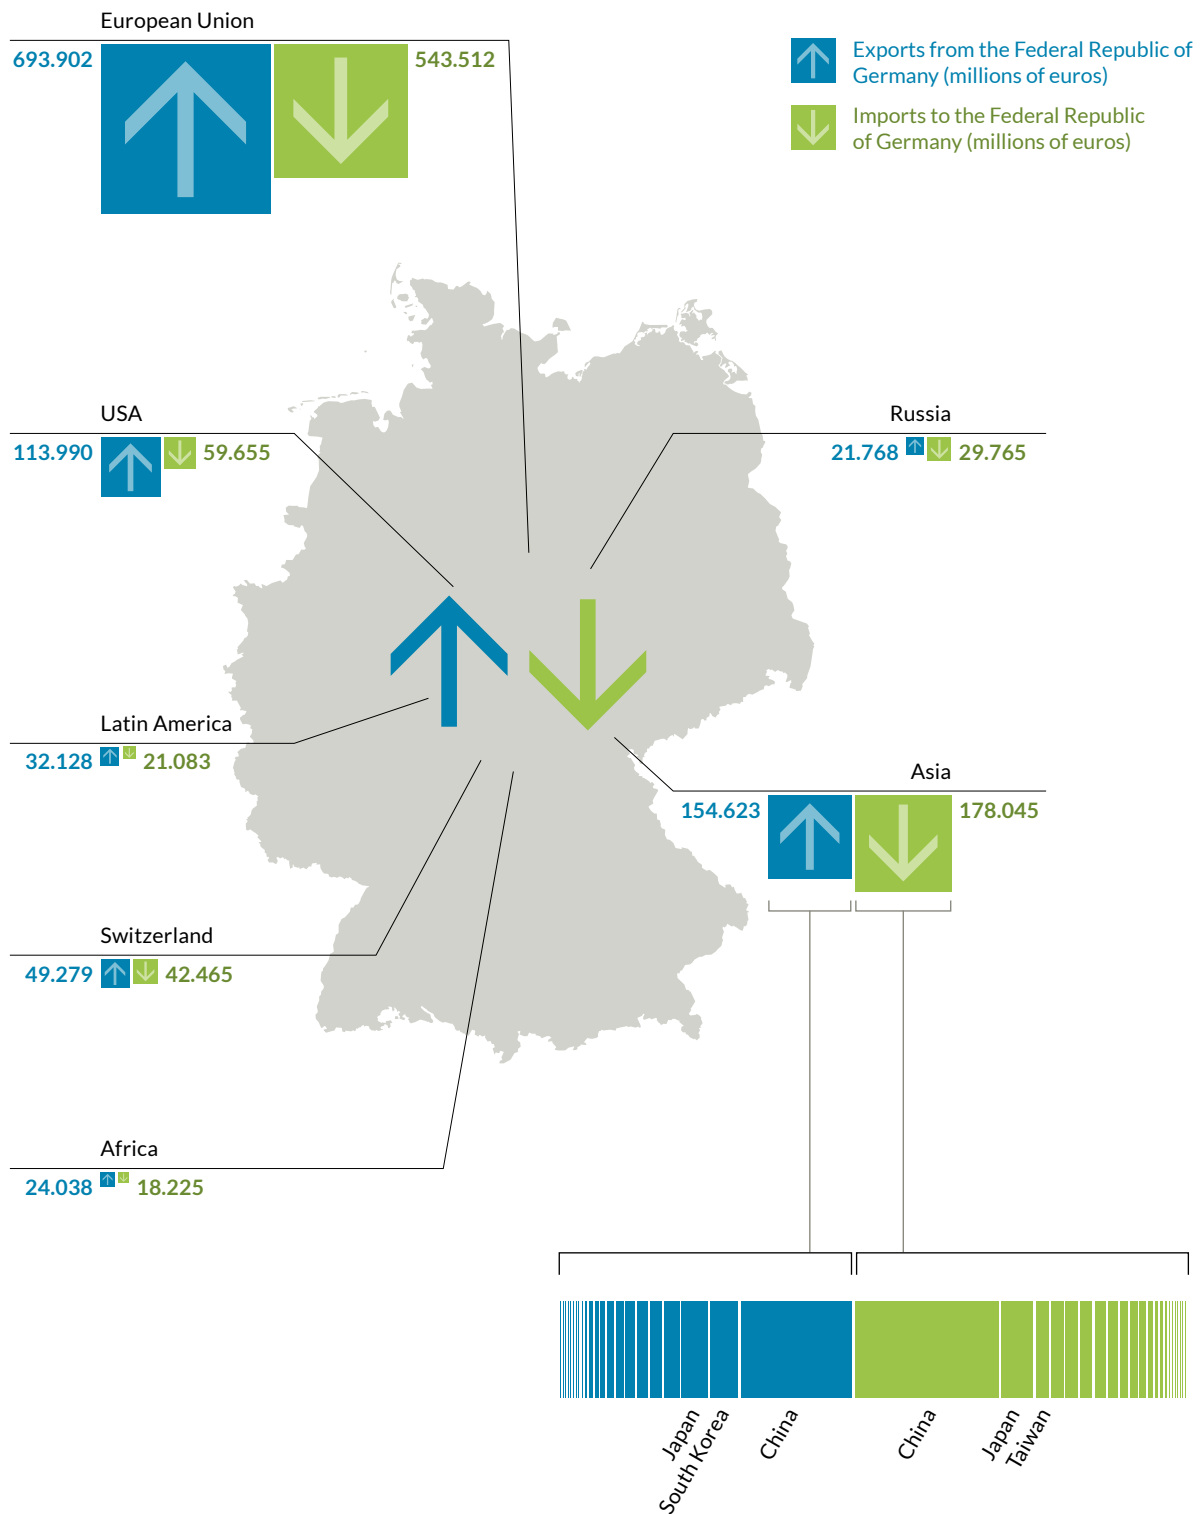 European Union
693.902
543.512
Exports from the Federal Republic of
Germany (millions of euros)
Imports to the Federal Republic
of Germany (millions of euros)
USA
113.990
59.655
Russia
21.768
29.765
Latin America
32.128
21.083
Asia
154.623
178.045
Switzerland
49.279
42.465
Africa
24.038
18.225
Japan
South Korea
China
China
Japan
Taiwan